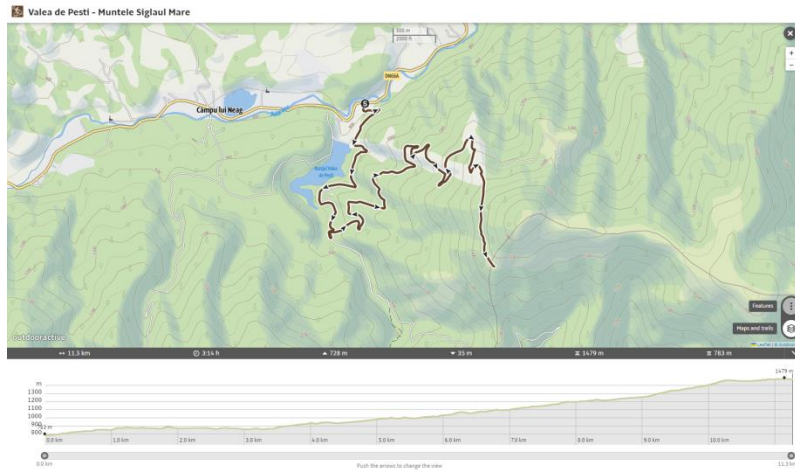 Valea de Pesti - Muntele Siglaul Mare
300 m
2000 ft
DN66A
Câmpu lui Neag
S
Features
Maps and trails
outdooractive
11.3 km
3:14 h
728 m
35 m
1479 m
783 m
1479 m
m
1300
1200
1100
1000
900
800
0.0 km
1.0 km
2.0 km
3.0 km
4.0 km
5.0 km
6.0 km
7.0 km
8.0 km
9.0 km
10.0 km
0.0 km
Push the arrows to change the view
11.3 km